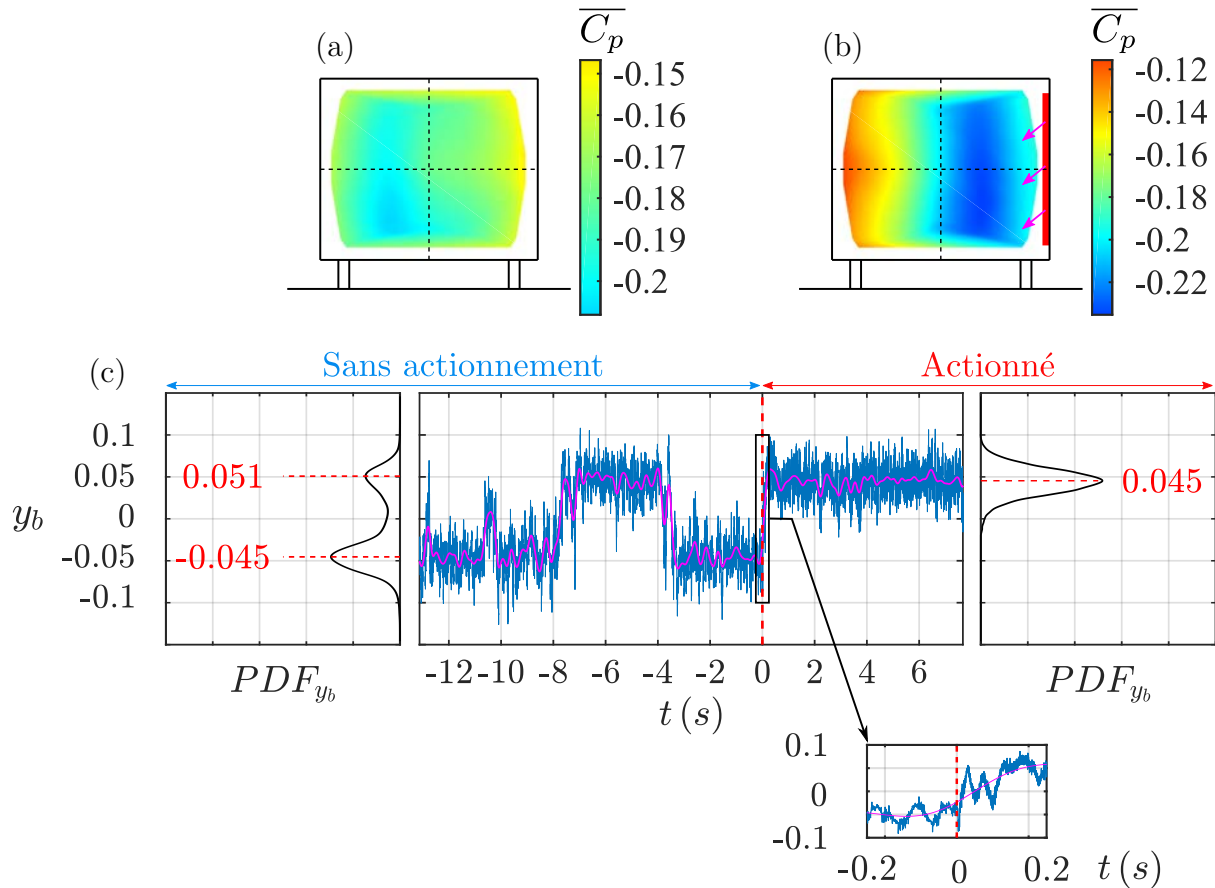 (a)
C_p
-0.15
-0.16
-0.17
-0.18
-0.19
-0.2
(b)
C_p
-0.12
-0.14
-0.16
-0.18
-0.2
-0.22
(c)
Sans actionnement
Actionné
y_b
0.1
0.05
0
-0.05
-0.1
0.051
-0.045
0.045
PDF_{y_b}
-12 -10 -8 -6 -4 -2 0 2 4 6
t (s)
PDF_{y_b}
0.1
0
-0.1
-0.2 0 0.2
t (s)